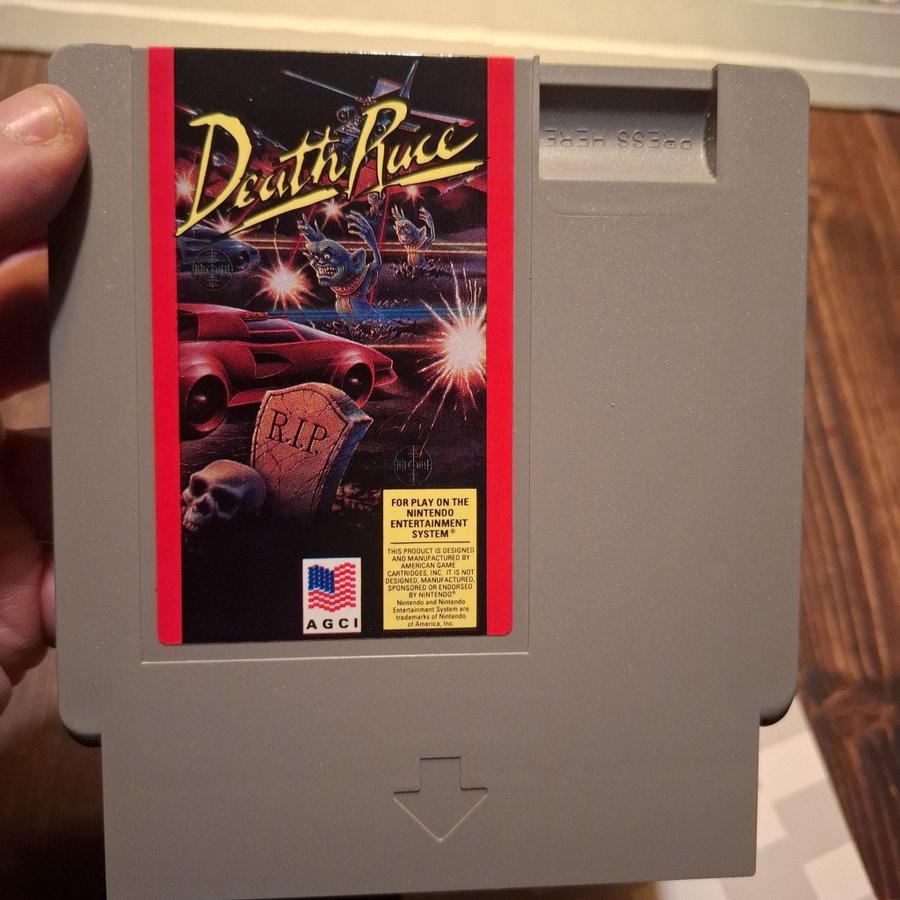 Death Race
PRESS HERE
R.I.P.
FOR PLAY ON THE
NINTENDO
ENTERTAINMENT
SYSTEM®
THIS PRODUCT IS DESIGNED
AND MANUFACTURED BY
AMERICAN GAME
CARTRIDGES, INC. IT IS NOT
DESIGNED, MANUFACTURED,
SPONSORED OR ENDORSED
BY NINTENDO®
Nintendo and Nintendo
Entertainment System are
trademarks of Nintendo
of America, Inc.
AGCI